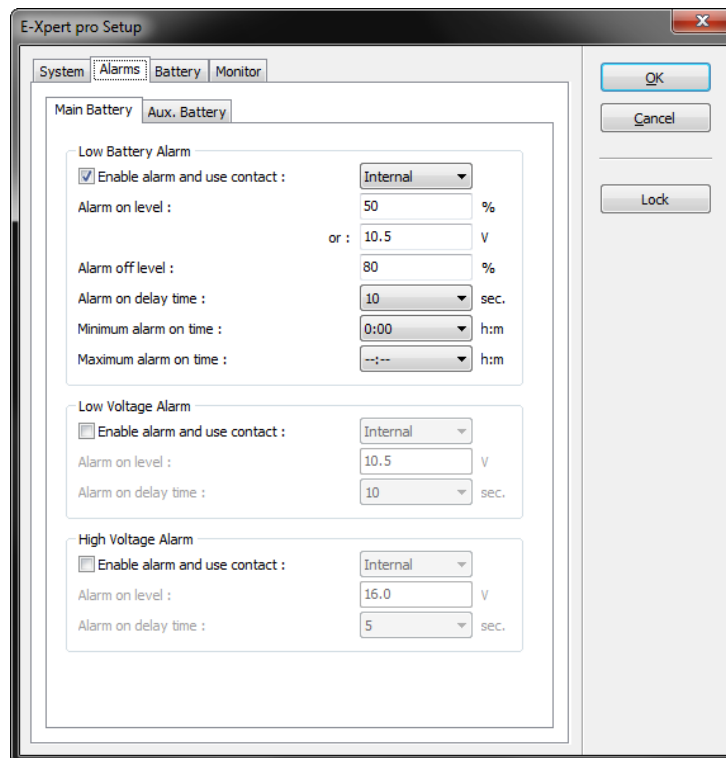 E-Xpert pro Setup
System Alarms Battery Monitor
OK
Cancel
Lock
Main Battery Aux. Battery
Low Battery Alarm
Enable alarm and use contact : Internal
Alarm on level : 50 %
or : 10.5 V
Alarm off level : 80 %
Alarm on delay time : 10 sec.
Minimum alarm on time : 0:00 h:m
Maximum alarm on time : --:-- h:m
Low Voltage Alarm
Enable alarm and use contact : Internal
Alarm on level : 10.5 V
Alarm on delay time : 10 sec.
High Voltage Alarm
Enable alarm and use contact : Internal
Alarm on level : 16.0 V
Alarm on delay time : 5 sec.